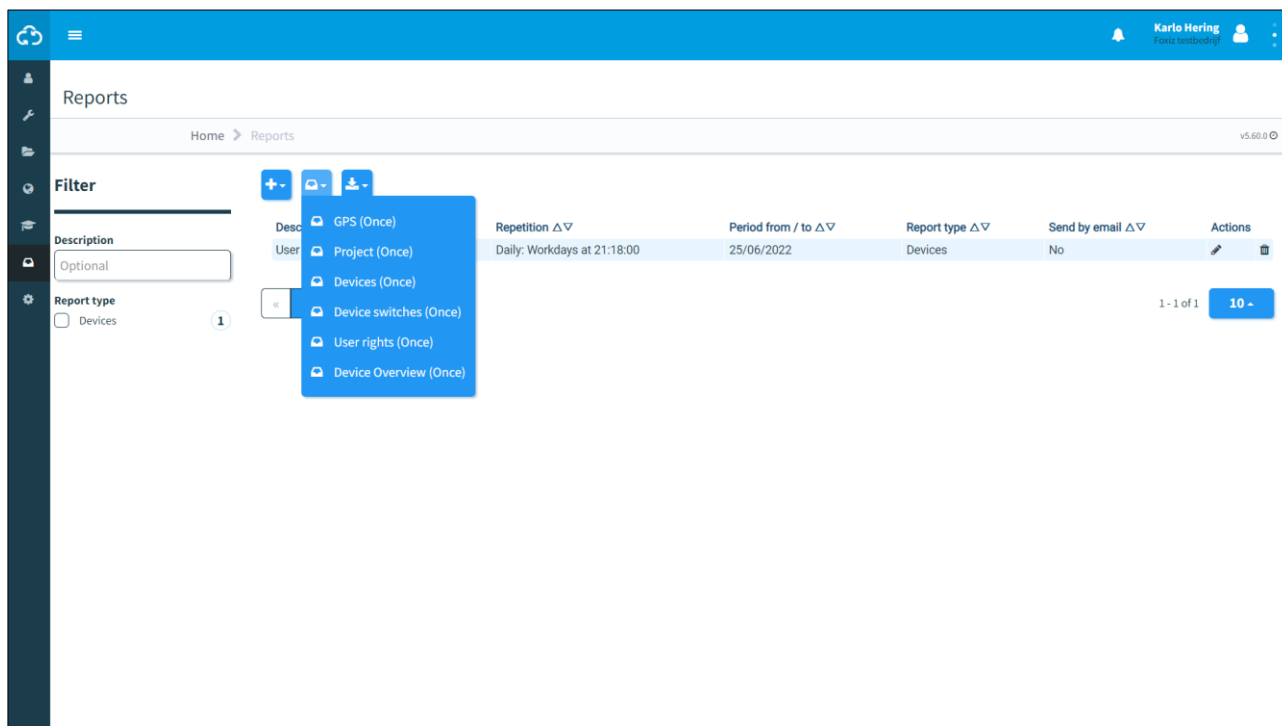 Karlo Hering
Foxiz testbedrijf
Reports
Home Reports
v5.60.0
Filter
Description
Optional
Report type
Devices 1
GPS (Once)
Project (Once)
Devices (Once)
Device switches (Once)
User rights (Once)
Device Overview (Once)
Desc Repetition △▽ Period from / to △▽ Report type △▽ Send by email △▽ Actions
User Daily: Workdays at 21:18:00 25/06/2022 Devices No
« 1 - 1 of 1 10